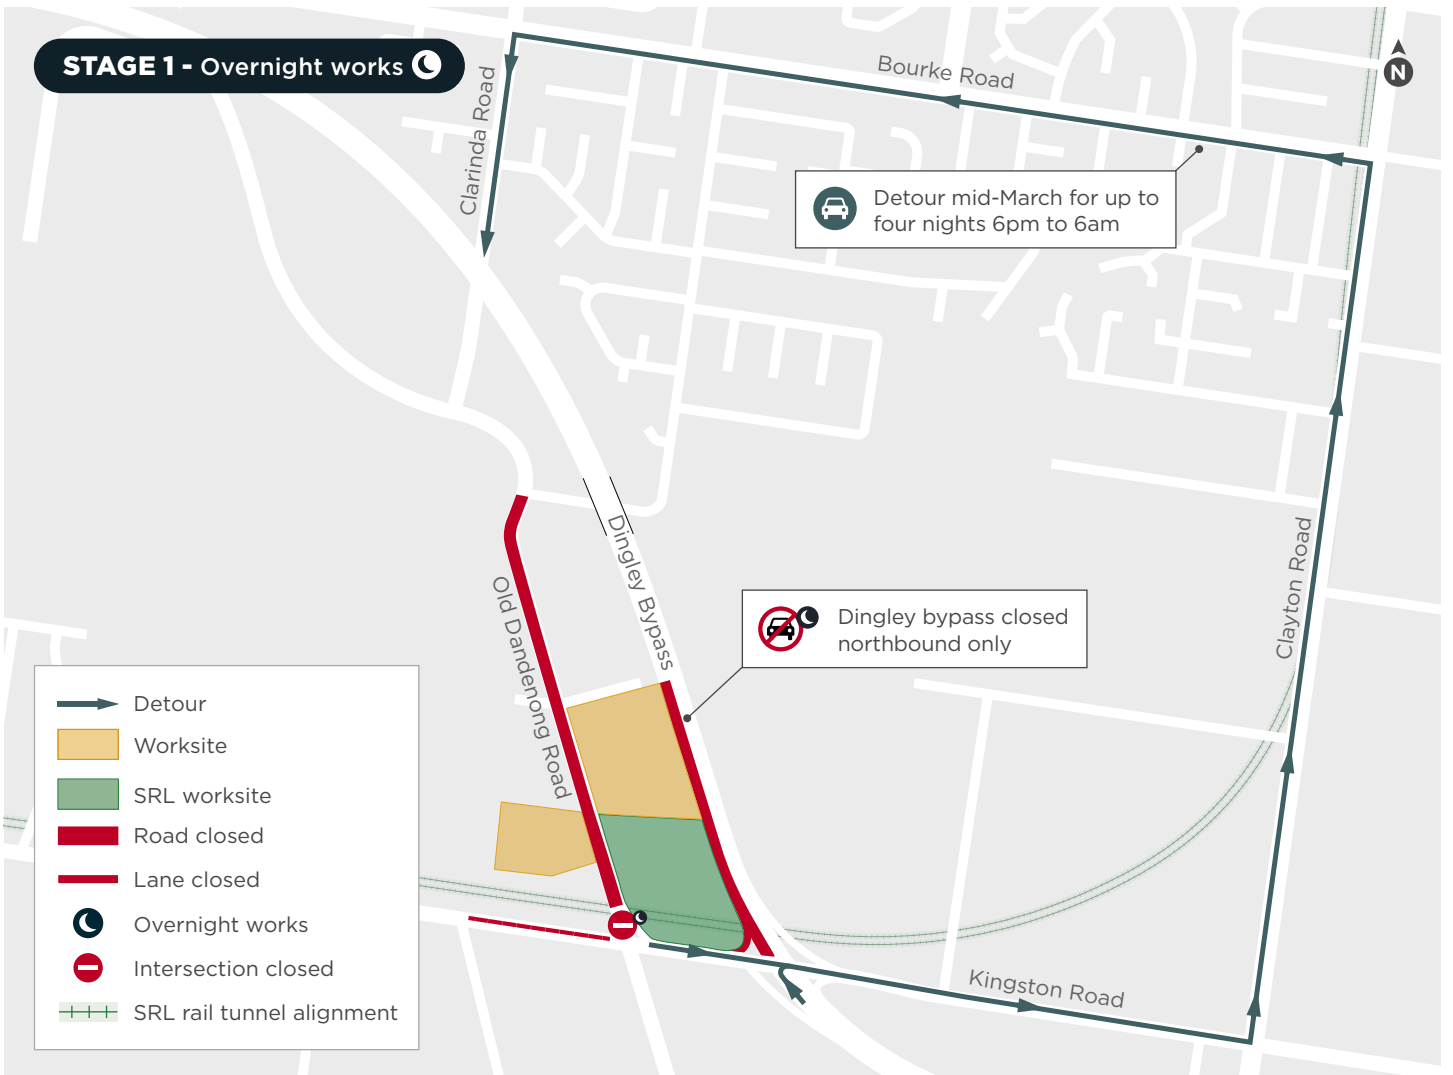 STAGE 1 - Overnight works
N
Bourke Road
Clarinda Road
Detour mid-March for up to
four nights 6pm to 6am
Dingley Bypass
Clayton Road
Old Dandenong Road
Dingley bypass closed
northbound only
Kingston Road
Detour
Worksite
SRL worksite
Road closed
Lane closed
Overnight works
Intersection closed
SRL rail tunnel alignment